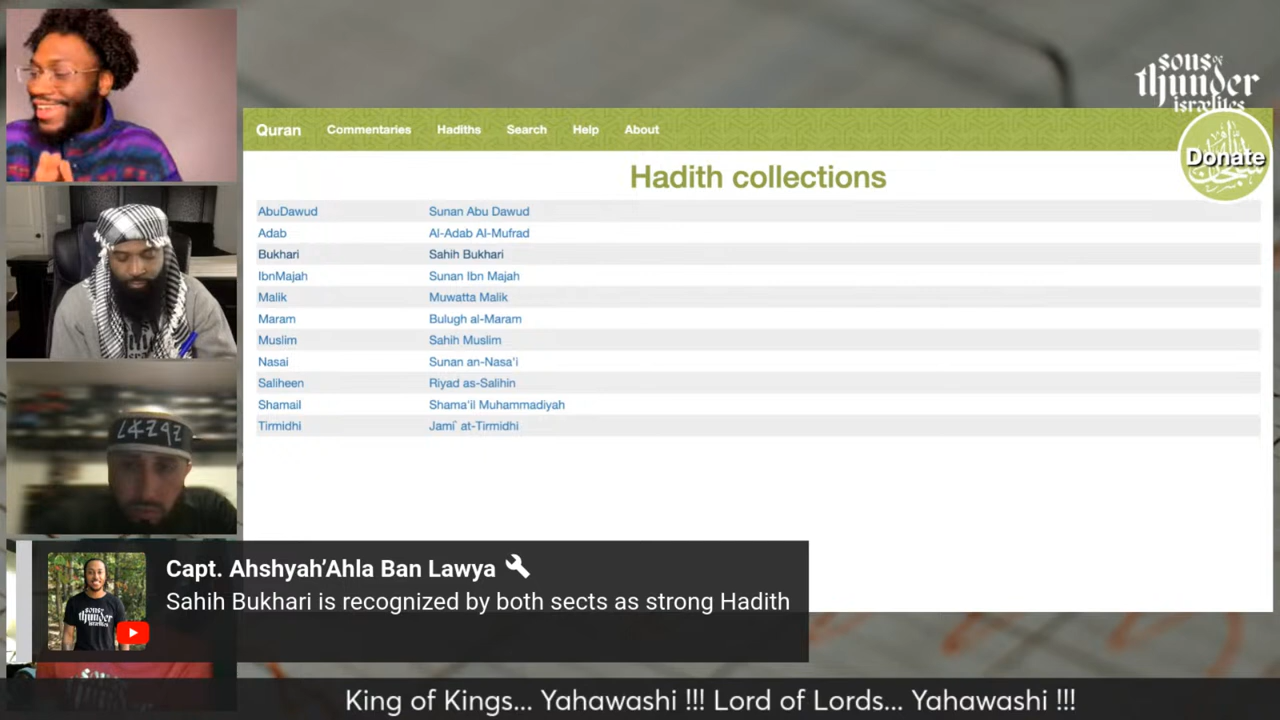 sons of
thunder
israelites
Quran Commentaries Hadiths Search Help About
Donate
Hadith collections
AbuDawud Sunan Abu Dawud
Adab Al-Adab Al-Mufrad
Bukhari Sahih Bukhari
IbnMajah Sunan Ibn Majah
Malik Muwatta Malik
Maram Bulugh al-Maram
Muslim Sahih Muslim
Nasai Sunan an-Nasa'i
Saliheen Riyad as-Salihin
Shamail Shama'il Muhammadiyah
Tirmidhi Jami` at-Tirmidhi
Capt. Ahshyah’Ahla Ban Lawya
Sahih Bukhari is recognized by both sects as strong Hadith
sons of
thunder
King of Kings... Yahawashi !!! Lord of Lords... Yahawashi !!!